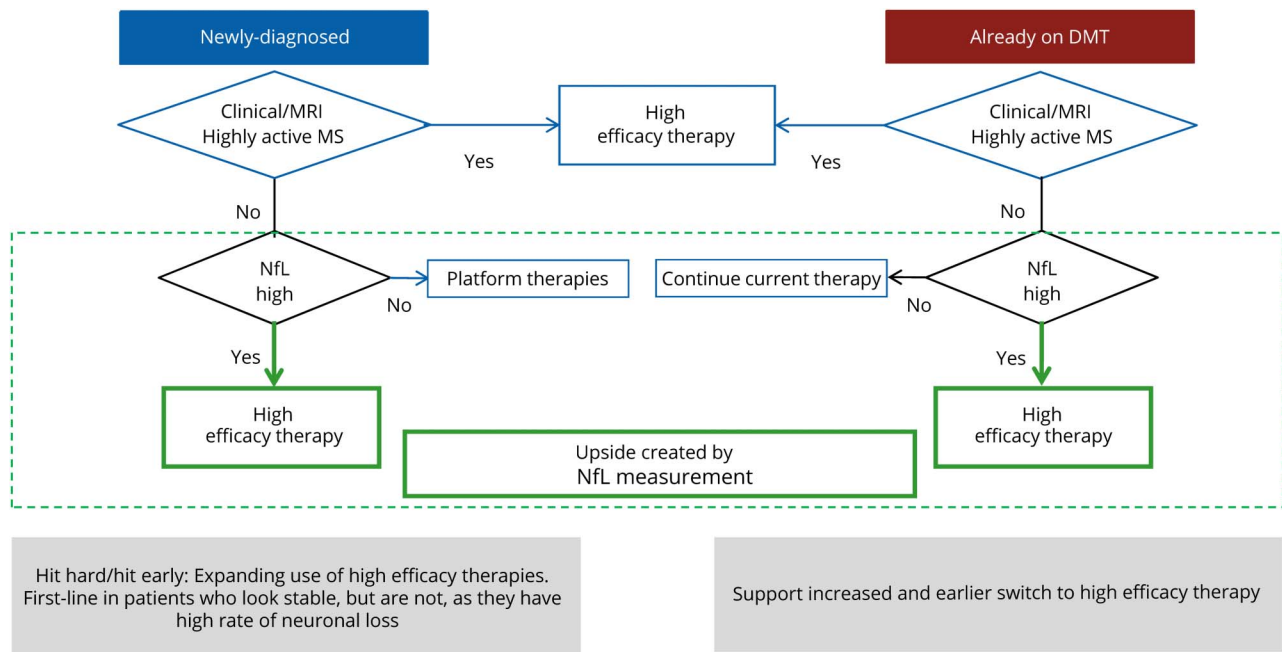 Newly-diagnosed
Already on DMT
Clinical/MRI
Highly active MS
High
efficacy therapy
Clinical/MRI
Highly active MS
Yes
Yes
No
No
NfL
high
Platform therapies
Continue current therapy
NfL
high
No
No
Yes
Yes
High
efficacy therapy
High
efficacy therapy
Upside created by
NfL measurement
Hit hard/hit early: Expanding use of high efficacy therapies.
First-line in patients who look stable, but are not, as they have
high rate of neuronal loss
Support increased and earlier switch to high efficacy therapy